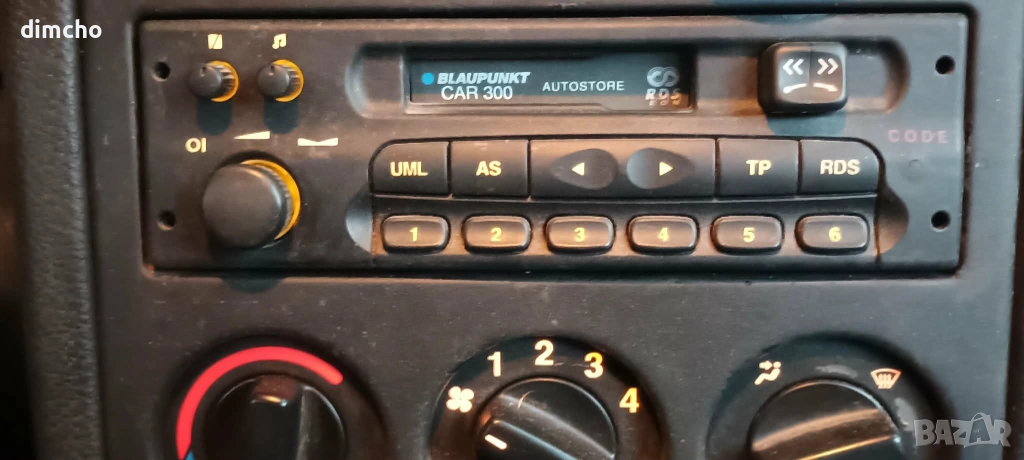 dimcho
BLAUPUNKT
CAR 300
AUTOSTORE
RDS
EON
CODE
UML
AS
TP
RDS
1
2
3
4
5
6
1
2
3
4
BAZAR